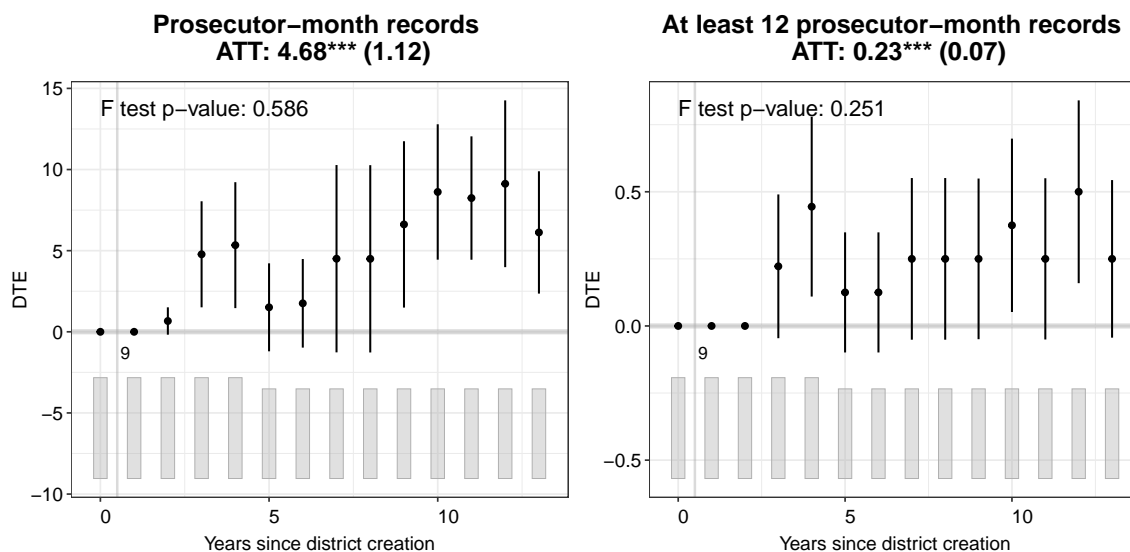 Prosecutor−month records
ATT: 4.68*** (1.12)
F test p−value: 0.586
DTE
15
10
5
0
−5
−10
9
0
5
10
Years since district creation
At least 12 prosecutor−month records
ATT: 0.23*** (0.07)
F test p−value: 0.251
DTE
0.5
0.0
−0.5
9
0
5
10
Years since district creation